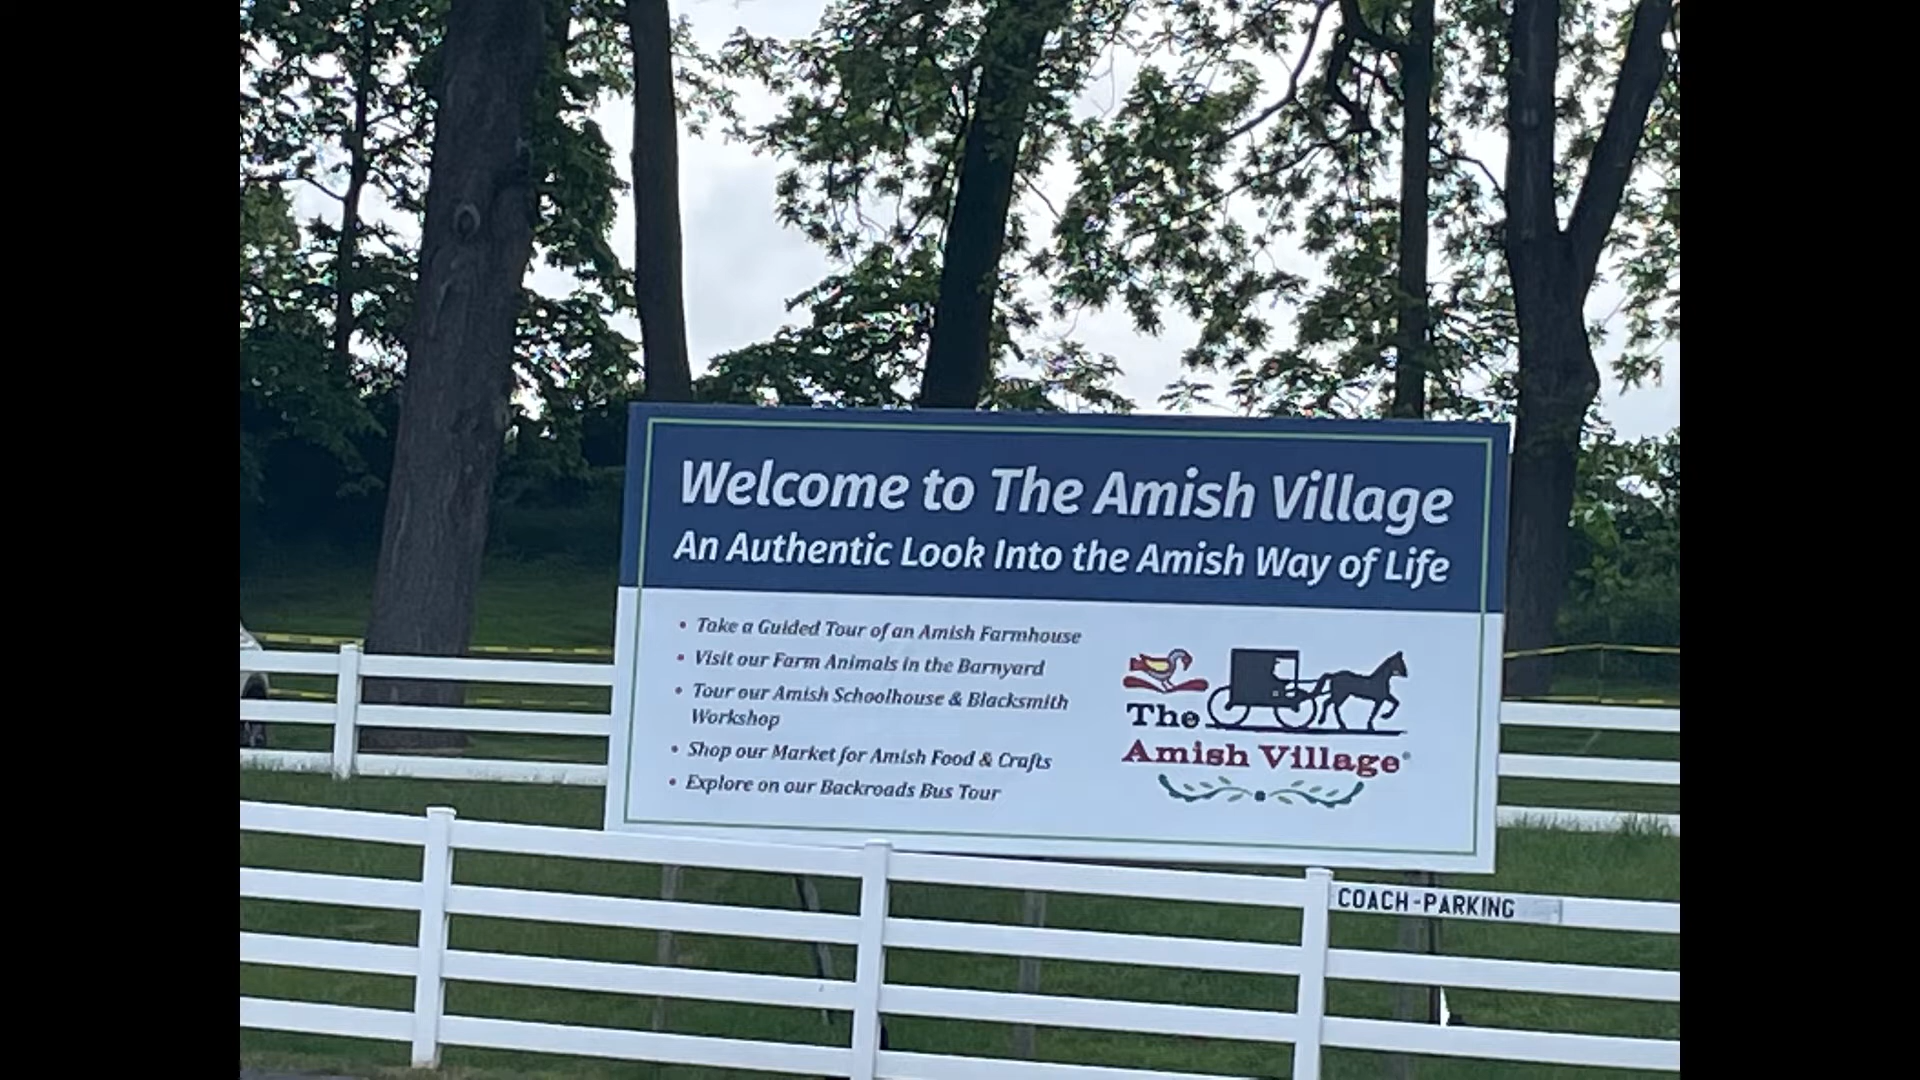 Welcome to The Amish Village
An Authentic Look Into the Amish Way of Life
• Take a Guided Tour of an Amish Farmhouse
• Visit our Farm Animals in the Barnyard
• Tour our Amish Schoolhouse & Blacksmith
Workshop
• Shop our Market for Amish Food & Crafts
• Explore on our Backroads Bus Tour
The
Amish Village®
COACH-PARKING